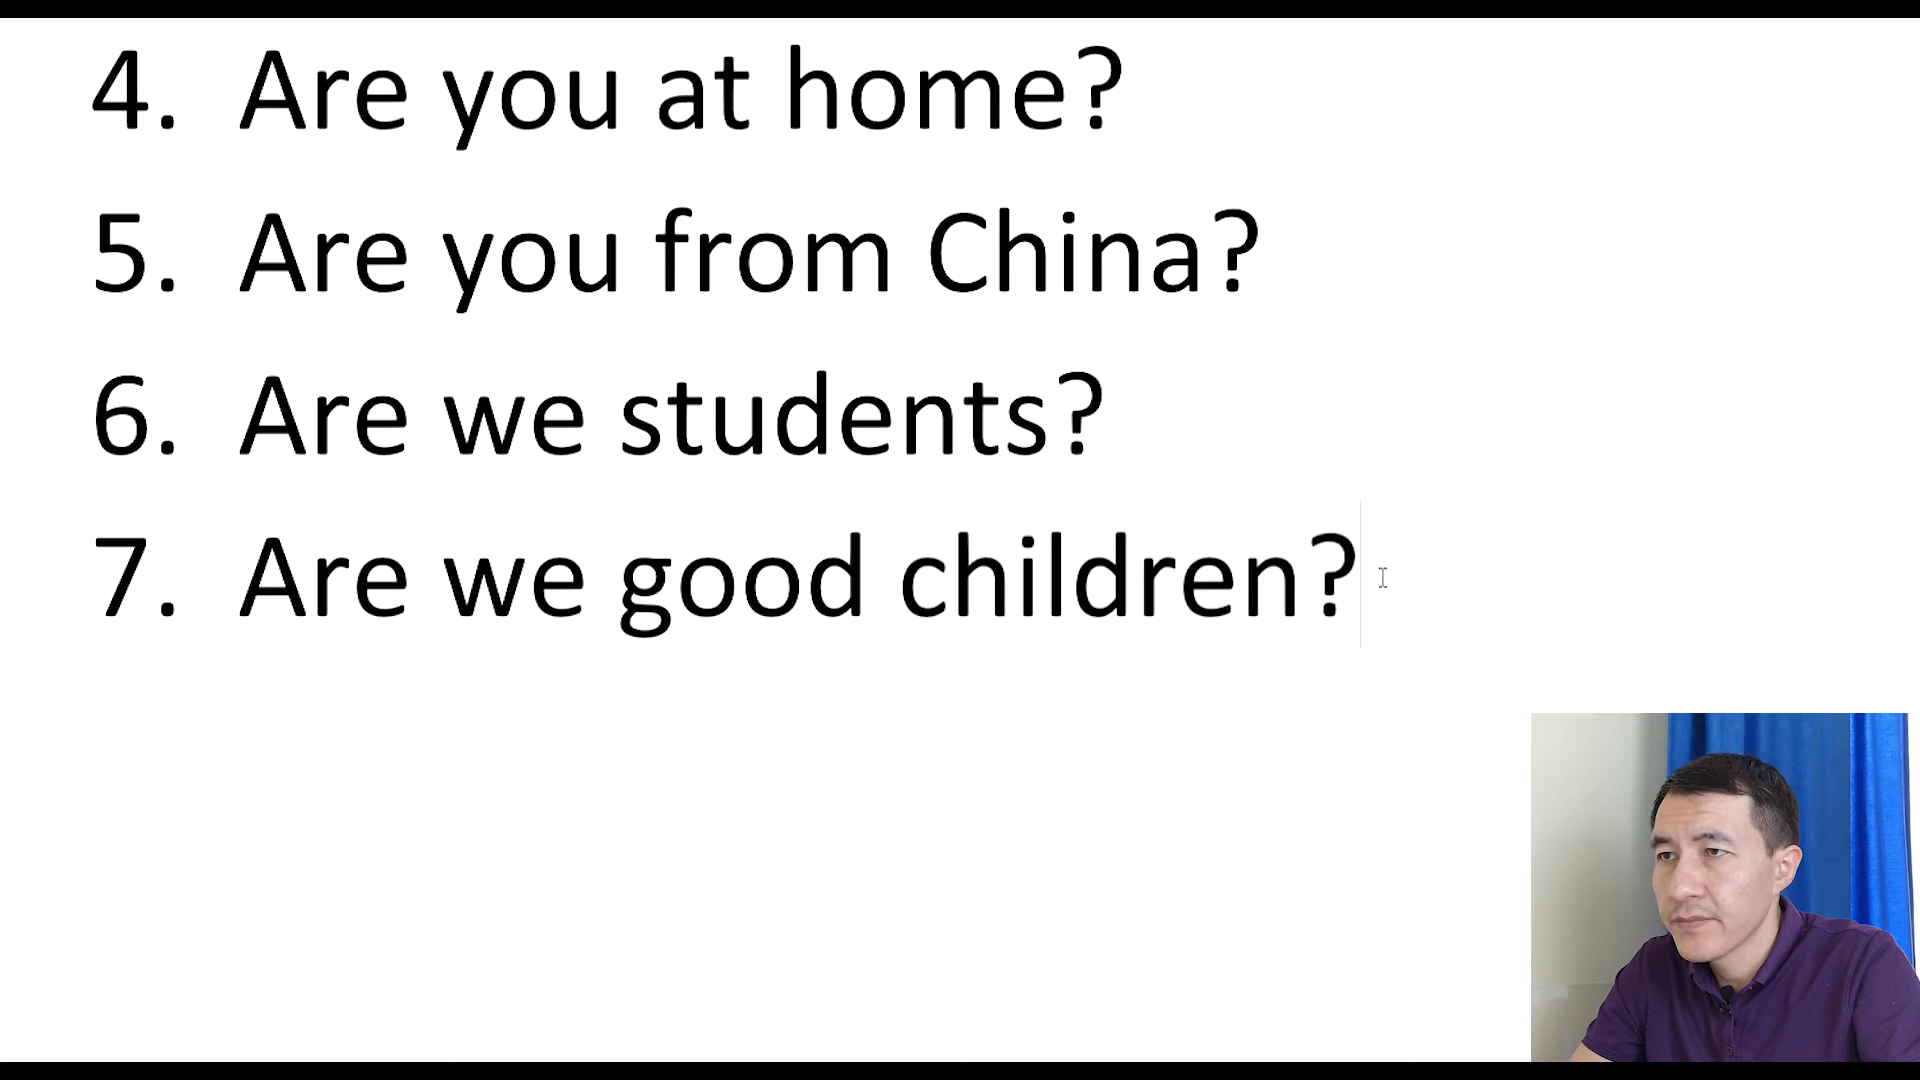 4. Are you at home?
5. Are you from China?
6. Are we students?
7. Are we good children?